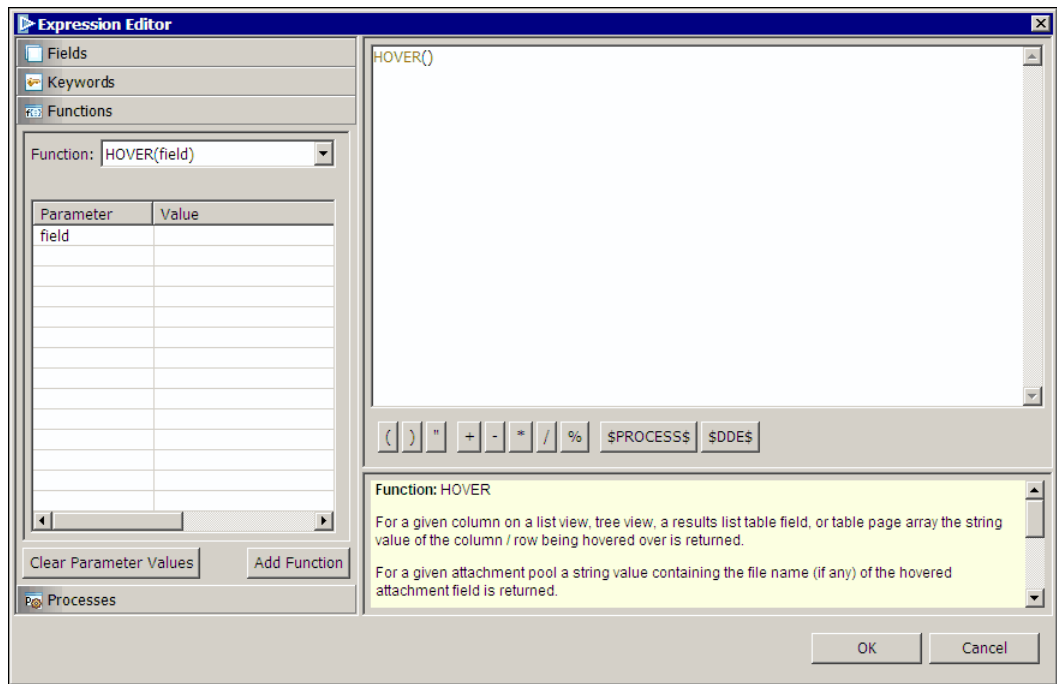 Expression Editor
Fields
Keywords
Functions
Function: HOVER(field)
Parameter Value
field
Clear Parameter Values Add Function
Processes
HOVER()
( ) " + - * / % $PROCESS$ $DDE$
Function: HOVER
For a given column on a list view, tree view, a results list table field, or table page array the string
value of the column / row being hovered over is returned.
For a given attachment pool a string value containing the file name (if any) of the hovered
attachment field is returned.
OK Cancel